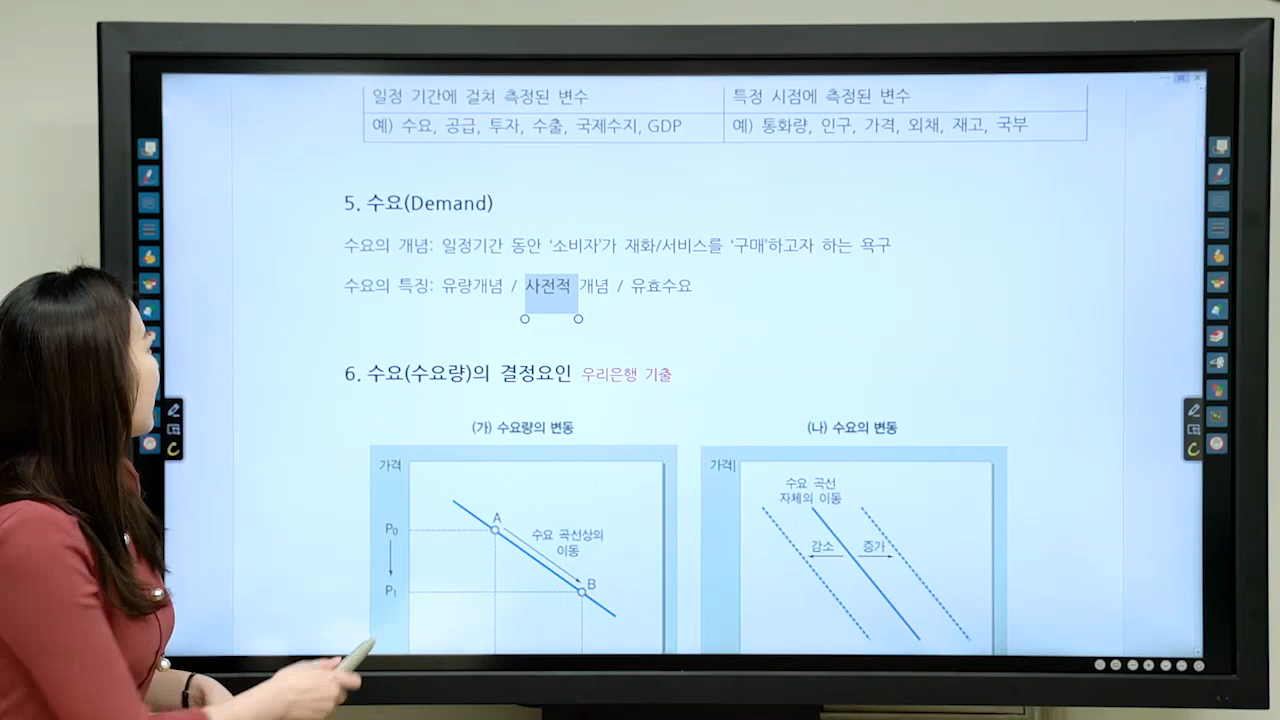 일정 기간에 걸쳐 측정된 변수
특정 시점에 측정된 변수
예) 수요, 공급, 투자, 수출, 국제수지, GDP
예) 통화량, 인구, 가격, 외채, 재고, 국부
5. 수요(Demand)
수요의 개념: 일정기간 동안 ‘소비자’가 재화/서비스를 ‘구매’하고자 하는 욕구
수요의 특징: 유량개념 / 사전적 개념 / 유효수요
6. 수요(수요량)의 결정요인 우리은행 기출
(가) 수요량의 변동
가격
P₀
P₁
A
수요 곡선상의
이동
B
(나) 수요의 변동
가격
수요 곡선
자체의 이동
감소
증가